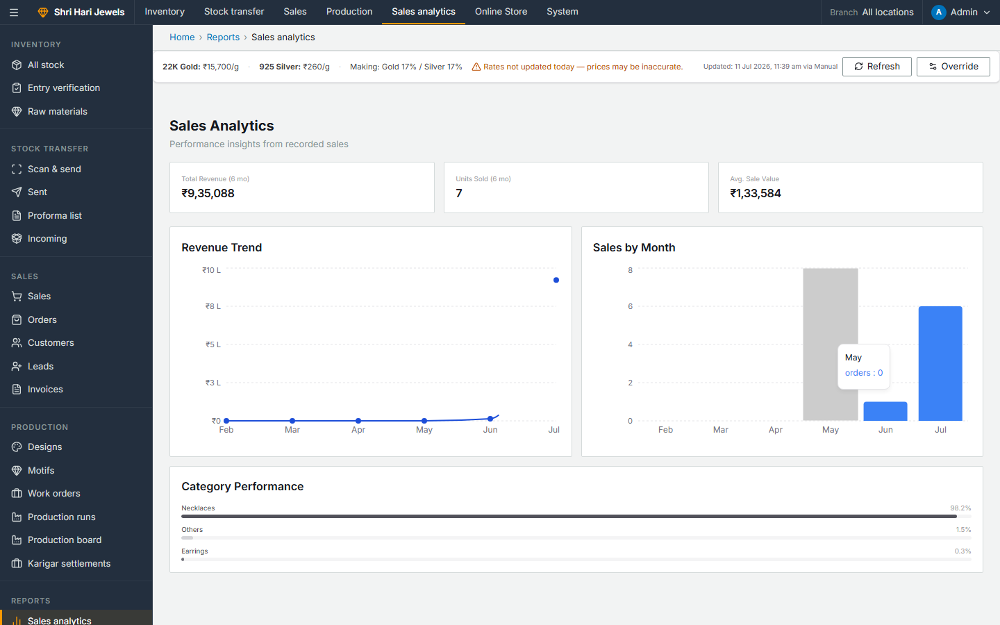 Shri Hari Jewels
Inventory
Stock transfer
Sales
Production
Sales analytics
Online Store
System
Branch All locations
A Admin
INVENTORY
All stock
Entry verification
Raw materials
STOCK TRANSFER
Scan & send
Sent
Proforma list
Incoming
SALES
Sales
Orders
Customers
Leads
Invoices
PRODUCTION
Designs
Motifs
Work orders
Production runs
Production board
Karigar settlements
REPORTS
Sales analytics
Home › Reports › Sales analytics
22K Gold: ₹15,700/g · 925 Silver: ₹260/g · Making: Gold 17% / Silver 17% Rates not updated today — prices may be inaccurate.
Updated: 11 Jul 2026, 11:39 am via Manual
Refresh
Override
Sales Analytics
Performance insights from recorded sales
Total Revenue (6 mo)
₹9,35,088
Units Sold (6 mo)
7
Avg. Sale Value
₹1,33,584
Revenue Trend
₹10 L
₹8 L
₹5 L
₹3 L
₹0
Feb Mar Apr May Jun Jul
Sales by Month
8
6
4
2
0
May
orders : 0
Feb Mar Apr May Jun Jul
Category Performance
Necklaces 98.2%
Others 1.5%
Earrings 0.3%